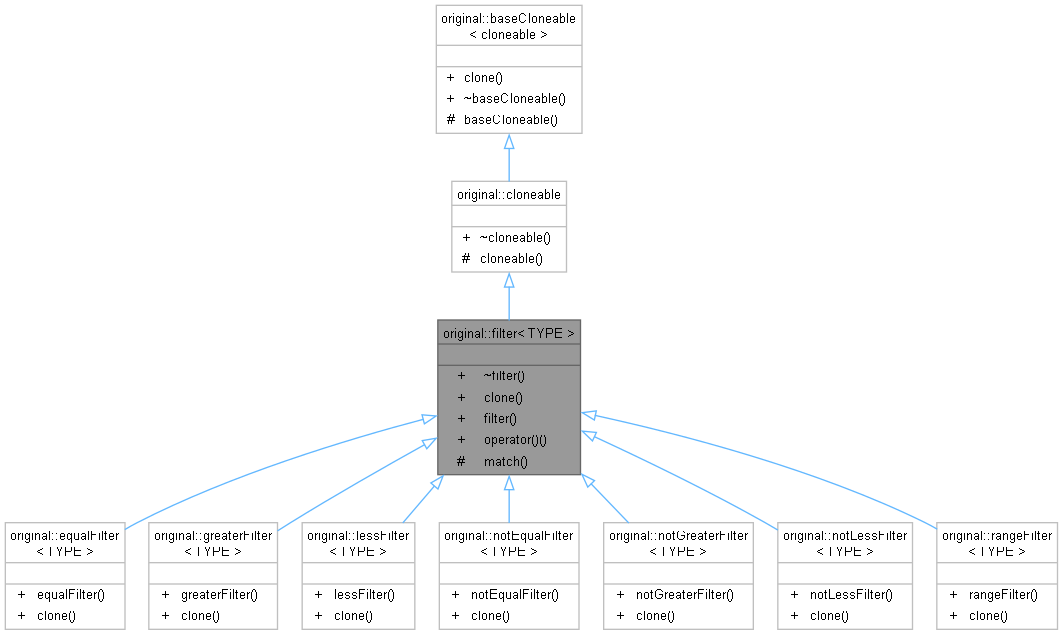 original::baseCloneable
< cloneable >
+ clone()
+ ~baseCloneable()
# baseCloneable()
original::cloneable
+ ~cloneable()
# cloneable()
original::filter< TYPE >
+ ~filter()
+ clone()
+ filter()
+ operator()()
# match()
original::equalFilter
< TYPE >
+ equalFilter()
+ clone()
original::greaterFilter
< TYPE >
+ greaterFilter()
+ clone()
original::lessFilter
< TYPE >
+ lessFilter()
+ clone()
original::notEqualFilter
< TYPE >
+ notEqualFilter()
+ clone()
original::notGreaterFilter
< TYPE >
+ notGreaterFilter()
+ clone()
original::notLessFilter
< TYPE >
+ notLessFilter()
+ clone()
original::rangeFilter
< TYPE >
+ rangeFilter()
+ clone()